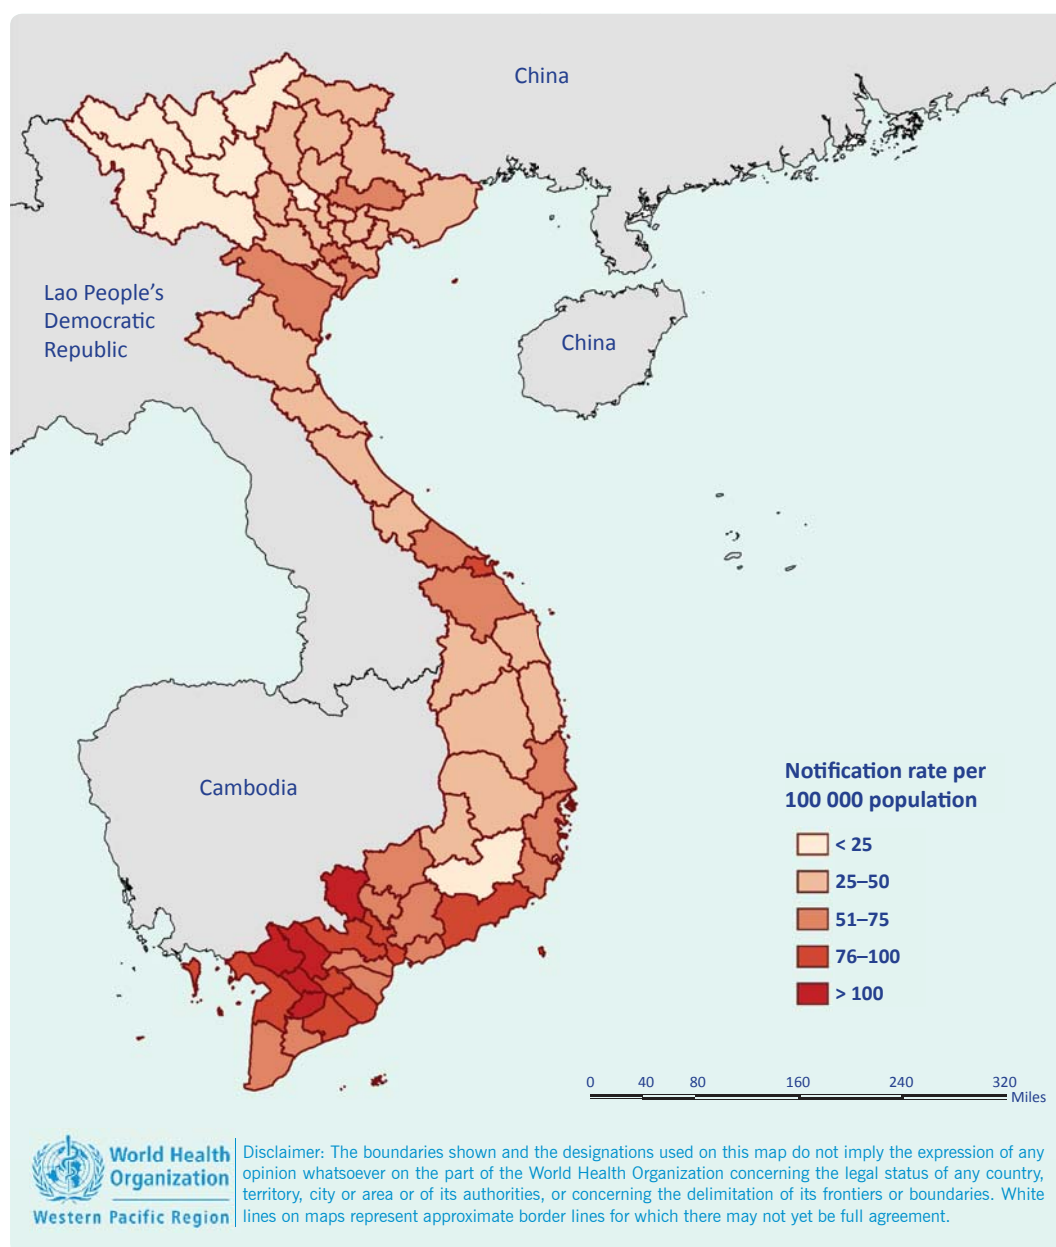 China
Lao People’s
Democratic
Republic
China
Cambodia
Notification rate per
100 000 population
< 25
25–50
51–75
76–100
> 100
0 40 80 160 240 320
Miles
World Health
Organization
Western Pacific Region
Disclaimer: The boundaries shown and the designations used on this map do not imply the expression of any
opinion whatsoever on the part of the World Health Organization concerning the legal status of any country,
territory, city or area or of its authorities, or concerning the delimitation of its frontiers or boundaries. White
lines on maps represent approximate border lines for which there may not yet be full agreement.